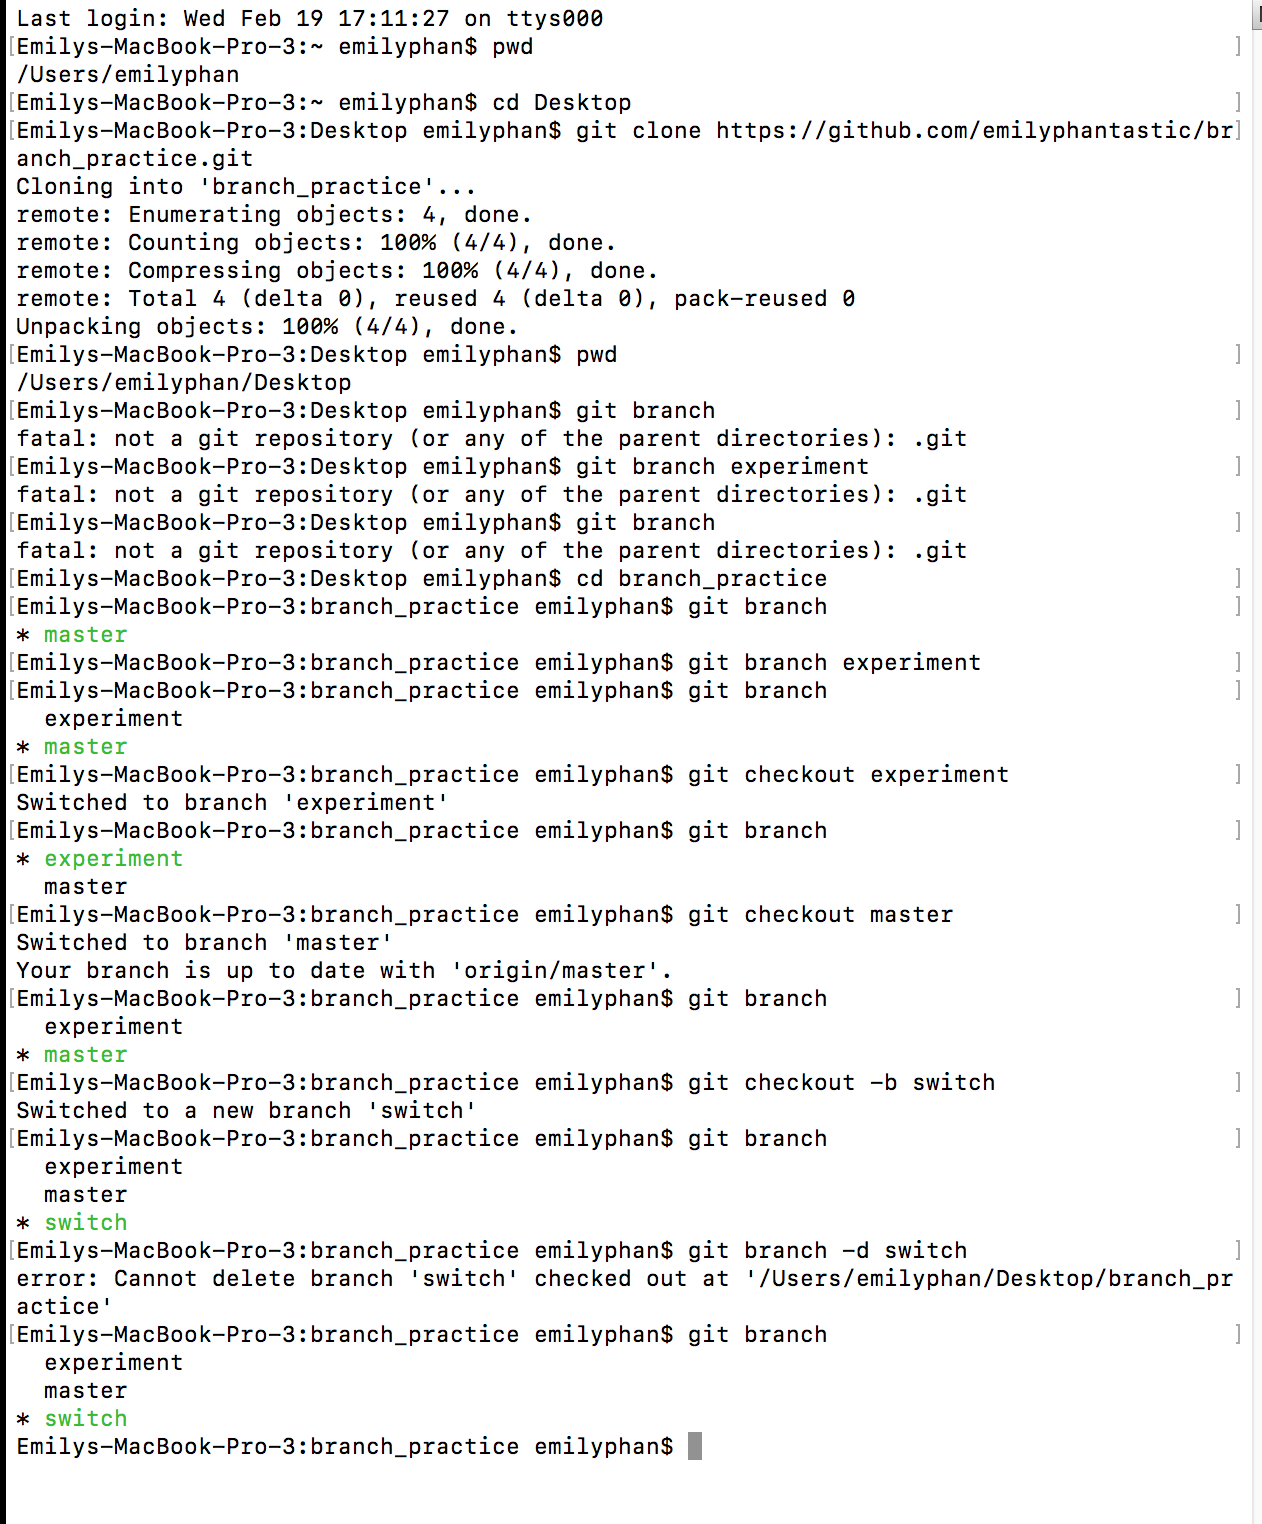 Last login: Wed Feb 19 17:11:27 on ttys000
[Emilys-MacBook-Pro-3:~ emilyphan$ pwd ]
/Users/emilyphan
[Emilys-MacBook-Pro-3:~ emilyphan$ cd Desktop ]
[Emilys-MacBook-Pro-3:Desktop emilyphan$ git clone https://github.com/emilyphantastic/br]
anch_practice.git
Cloning into 'branch_practice'...
remote: Enumerating objects: 4, done.
remote: Counting objects: 100% (4/4), done.
remote: Compressing objects: 100% (4/4), done.
remote: Total 4 (delta 0), reused 4 (delta 0), pack-reused 0
Unpacking objects: 100% (4/4), done.
[Emilys-MacBook-Pro-3:Desktop emilyphan$ pwd ]
/Users/emilyphan/Desktop
[Emilys-MacBook-Pro-3:Desktop emilyphan$ git branch ]
fatal: not a git repository (or any of the parent directories): .git
[Emilys-MacBook-Pro-3:Desktop emilyphan$ git branch experiment ]
fatal: not a git repository (or any of the parent directories): .git
[Emilys-MacBook-Pro-3:Desktop emilyphan$ git branch ]
fatal: not a git repository (or any of the parent directories): .git
[Emilys-MacBook-Pro-3:Desktop emilyphan$ cd branch_practice ]
[Emilys-MacBook-Pro-3:branch_practice emilyphan$ git branch ]
* master
[Emilys-MacBook-Pro-3:branch_practice emilyphan$ git branch experiment ]
[Emilys-MacBook-Pro-3:branch_practice emilyphan$ git branch ]
  experiment
* master
[Emilys-MacBook-Pro-3:branch_practice emilyphan$ git checkout experiment ]
Switched to branch 'experiment'
[Emilys-MacBook-Pro-3:branch_practice emilyphan$ git branch ]
* experiment
  master
[Emilys-MacBook-Pro-3:branch_practice emilyphan$ git checkout master ]
Switched to branch 'master'
Your branch is up to date with 'origin/master'.
[Emilys-MacBook-Pro-3:branch_practice emilyphan$ git branch ]
  experiment
* master
[Emilys-MacBook-Pro-3:branch_practice emilyphan$ git checkout -b switch ]
Switched to a new branch 'switch'
[Emilys-MacBook-Pro-3:branch_practice emilyphan$ git branch ]
  experiment
  master
* switch
[Emilys-MacBook-Pro-3:branch_practice emilyphan$ git branch -d switch ]
error: Cannot delete branch 'switch' checked out at '/Users/emilyphan/Desktop/branch_pr
actice'
[Emilys-MacBook-Pro-3:branch_practice emilyphan$ git branch ]
  experiment
  master
* switch
Emilys-MacBook-Pro-3:branch_practice emilyphan$